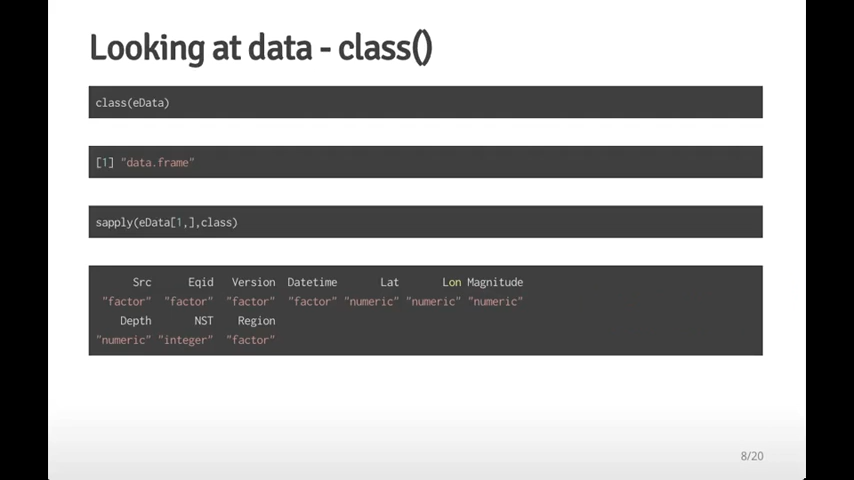 Looking at data - class()
class(eData)
[1] "data.frame"
sapply(eData[1,],class)
Src Eqid Version Datetime Lat Lon Magnitude
"factor" "factor" "factor" "factor" "numeric" "numeric" "numeric"
Depth NST Region
"numeric" "integer" "factor"
8/20